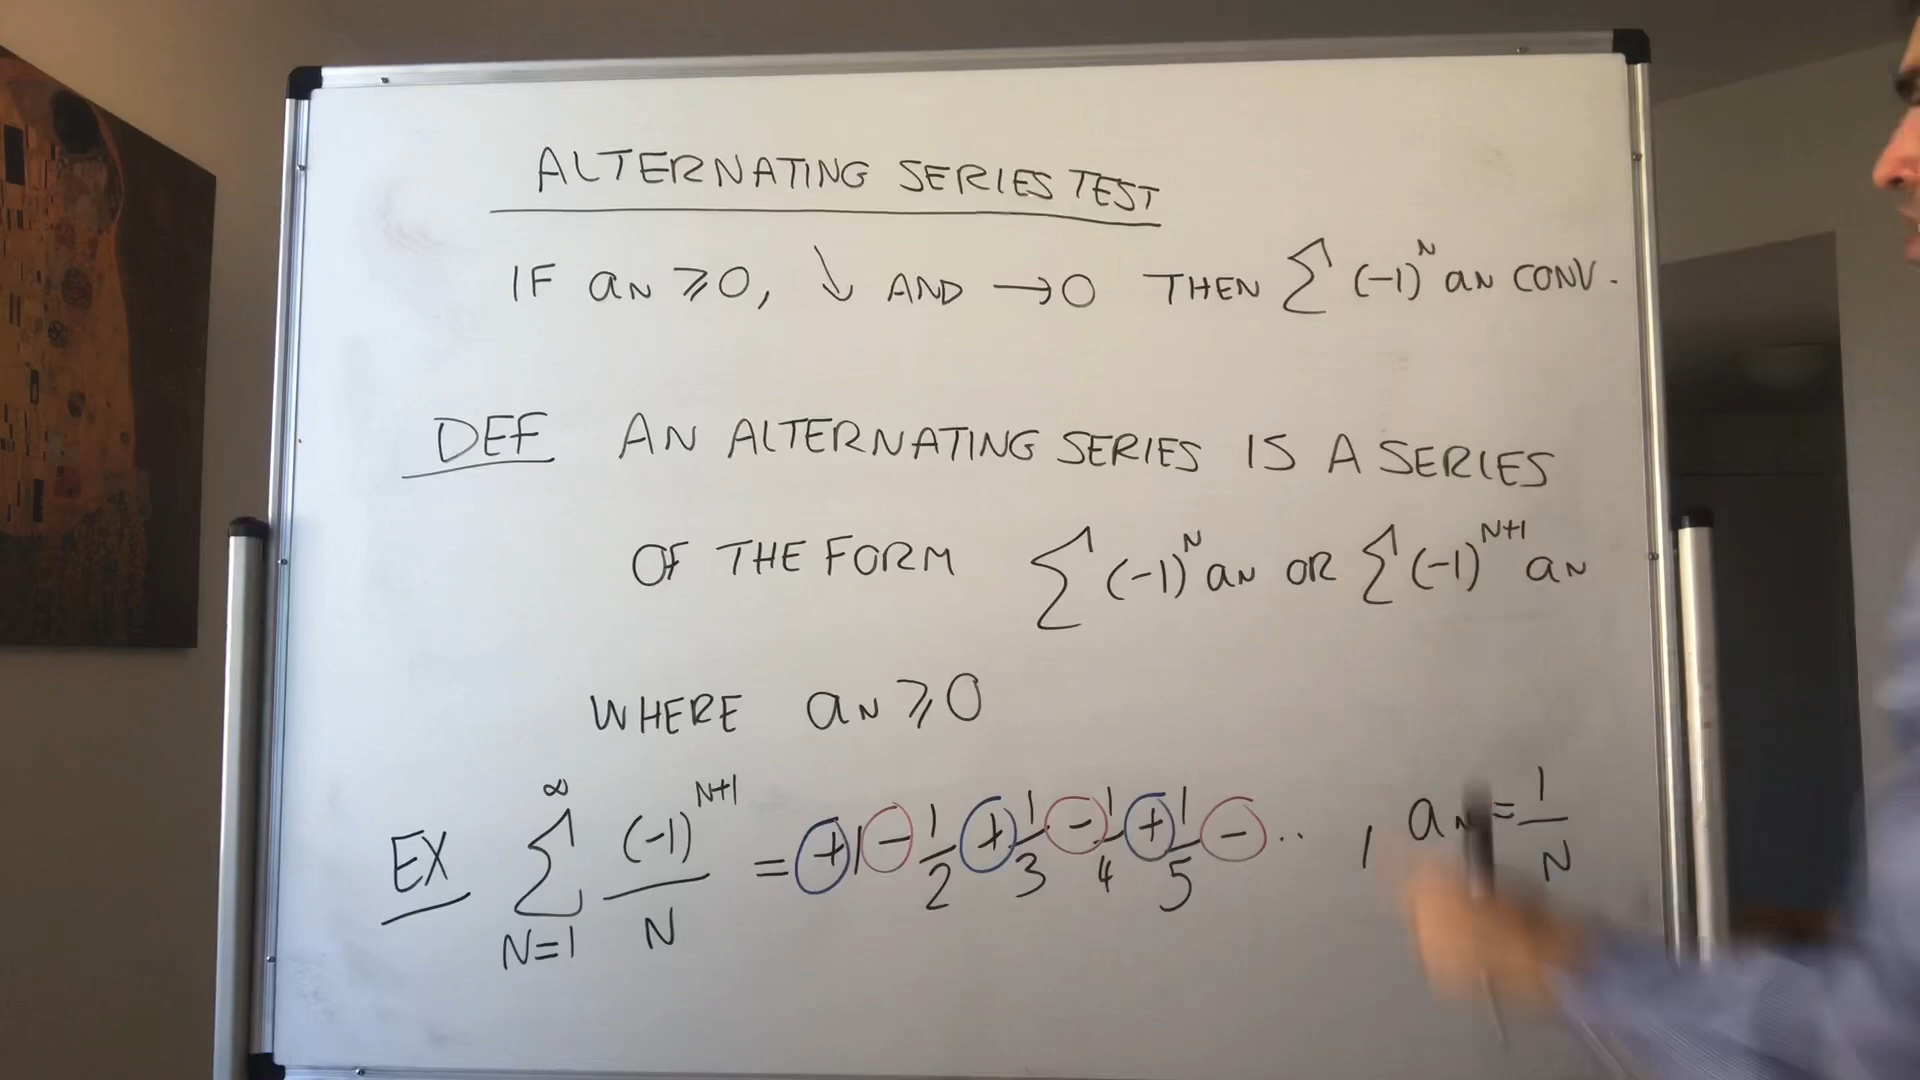 ALTERNATING SERIES TEST
IF aN ⩾ 0, ↘ AND → 0 THEN ∑ (-1)^N aN CONV.
DEF AN ALTERNATING SERIES IS A SERIES
OF THE FORM ∑ (-1)^N aN OR ∑ (-1)^N+1 aN
WHERE aN ⩾ 0
EX ∑_{N=1}^{∞} (-1)^{N+1}/N = +1 - 1/2 + 1/3 - 1/4 + 1/5 - .. , aN = 1/N